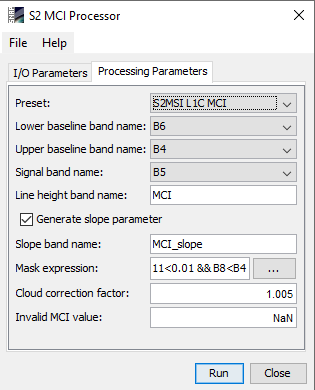 S2 MCI Processor
File Help
I/O Parameters Processing Parameters
Preset: S2MSI L1C MCI
Lower baseline band name: B6
Upper baseline band name: B4
Signal band name: B5
Line height band name: MCI
Generate slope parameter
Slope band name: MCI_slope
Mask expression: 11<0.01 && B8<B4 ...
Cloud correction factor: 1.005
Invalid MCI value: NaN
Run Close